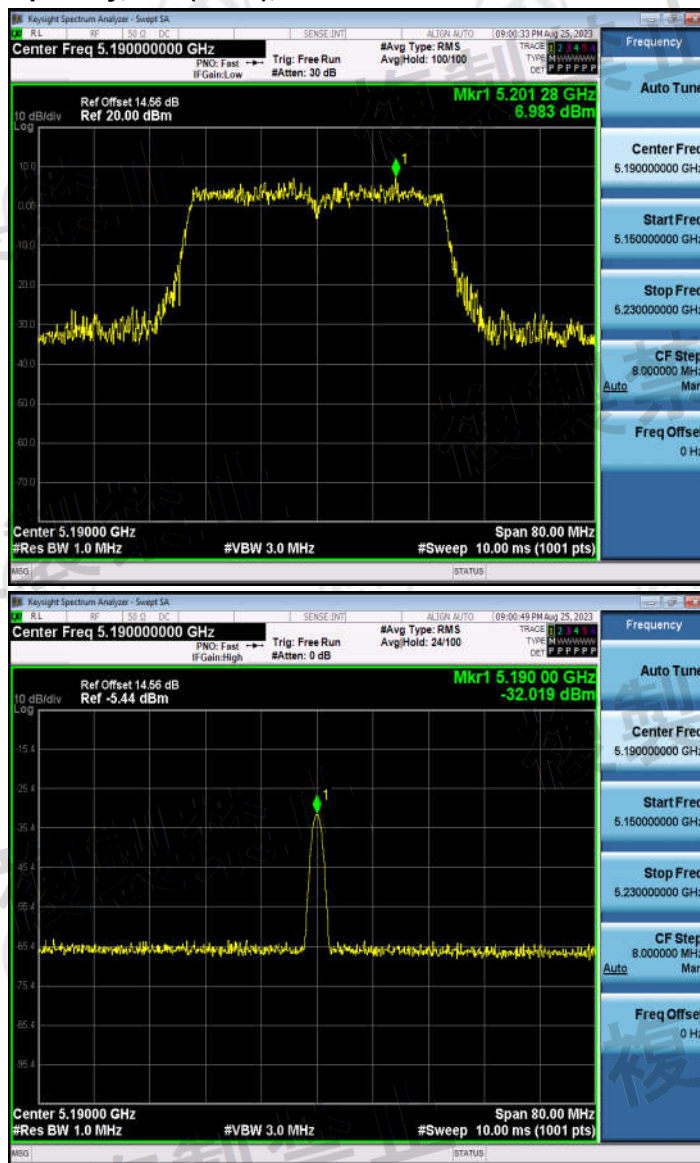 Keysight Spectrum Analyzer - Swept SA
RL RF 50 Ω DC SENSE:INT ALIGN AUTO 09:00:33 PM Aug 25, 2023
Center Freq 5.190000000 GHz
PNO: Fast
IFGain:Low
Trig: Free Run
#Atten: 30 dB
#Avg Type: RMS
Avg|Hold: 100/100
TRACE 1 2 3 4 5 6
TYPE M W W W W W
DET P P P P P P
Mkr1 5.201 28 GHz
6.983 dBm
Ref Offset 14.56 dB
Ref 20.00 dBm
10 dB/div
Log
10.0
0.00
-10.0
-20.0
-30.0
-40.0
-50.0
-60.0
-70.0
1
Center 5.19000 GHz
Span 80.00 MHz
#Res BW 1.0 MHz
#VBW 3.0 MHz
#Sweep 10.00 ms (1001 pts)
MSG
STATUS
Frequency
Auto Tune
Center Freq
5.190000000 GHz
Start Freq
5.150000000 GHz
Stop Freq
5.230000000 GHz
CF Step
8.000000 MHz
Auto Man
Freq Offset
0 Hz
Keysight Spectrum Analyzer - Swept SA
RL RF 50 Ω DC SENSE:INT ALIGN AUTO 09:00:49 PM Aug 25, 2023
Center Freq 5.190000000 GHz
PNO: Fast
IFGain:High
Trig: Free Run
#Atten: 0 dB
#Avg Type: RMS
Avg|Hold: 24/100
TRACE 1 2 3 4 5 6
TYPE M W W W W W
DET P P P P P P
Mkr1 5.190 00 GHz
-32.019 dBm
Ref Offset 14.56 dB
Ref -5.44 dBm
10 dB/div
Log
-15.4
-25.4
-35.4
-45.4
-55.4
-65.4
-75.4
-85.4
-95.4
1
Center 5.19000 GHz
Span 80.00 MHz
#Res BW 1.0 MHz
#VBW 3.0 MHz
#Sweep 10.00 ms (1001 pts)
MSG
STATUS
Frequency
Auto Tune
Center Freq
5.190000000 GHz
Start Freq
5.150000000 GHz
Stop Freq
5.230000000 GHz
CF Step
8.000000 MHz
Auto Man
Freq Offset
0 Hz